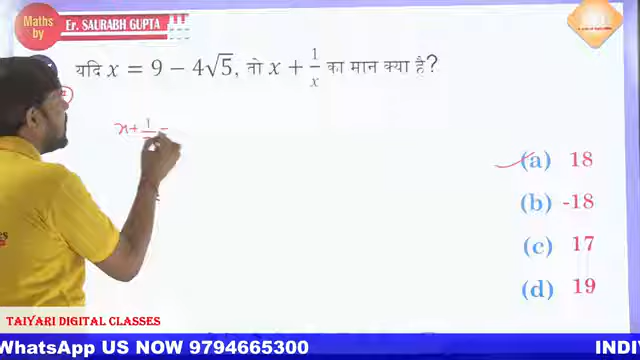 Maths
by
Er. SAURABH GUPTA
यदि x = 9 − 4√5, तो x + 1/x का मान क्या है?
x + 1
(a) 18
(b) -18
(c) 17
(d) 19
TAIYARI DIGITAL CLASSES
WhatsApp US NOW 9794665300
INDI